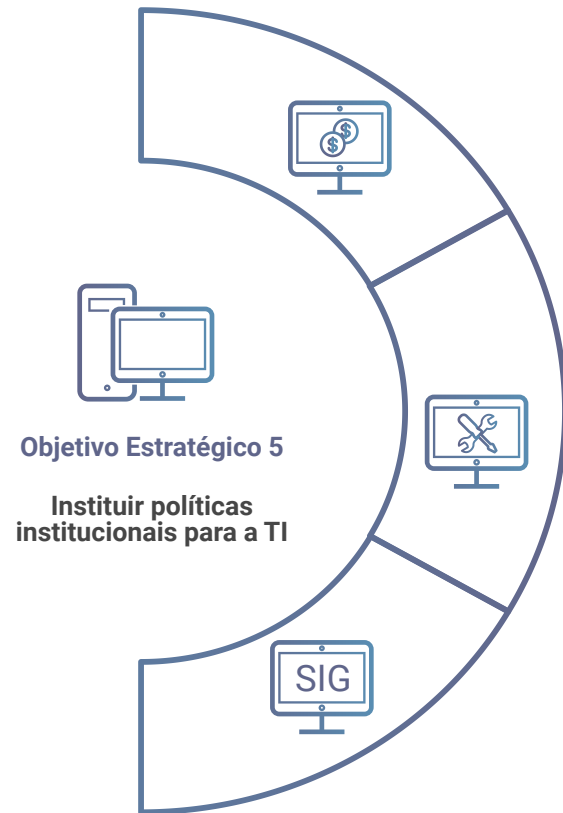 $ $
Objetivo Estratégico 5
Instituir políticas
institucionais para a TI
SIG